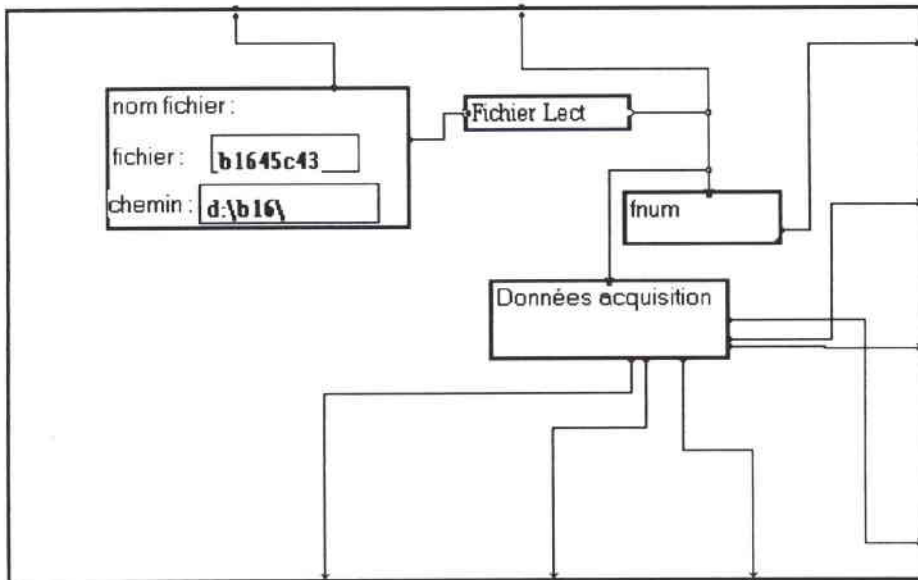 nom fichier :
Fichier Lect
fichier : b1645c43
chemin : d:\b16\
fnum
Données acquisition